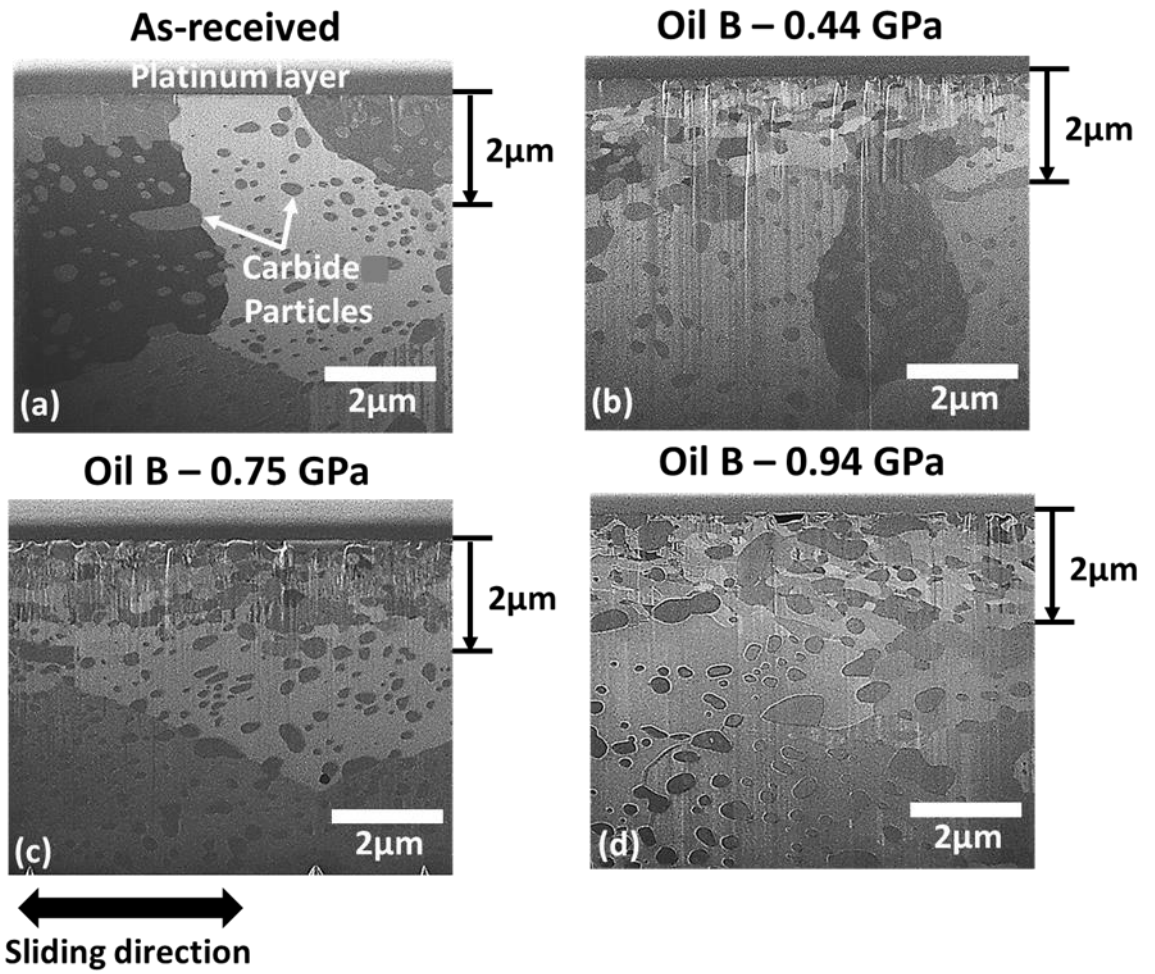 As-received
Platinum layer
2μm
Carbide
Particles
2μm
(a)
Oil B – 0.44 GPa
2μm
2μm
(b)
Oil B – 0.75 GPa
2μm
2μm
(c)
Oil B – 0.94 GPa
2μm
2μm
(d)
Sliding direction